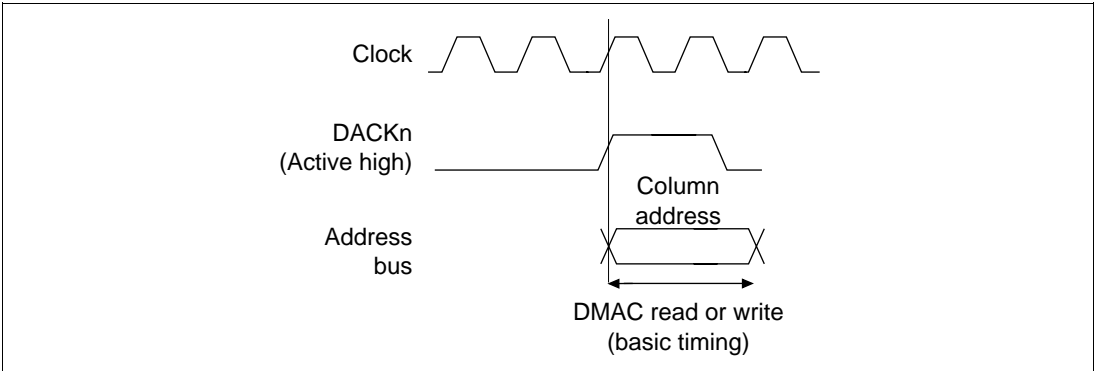 Clock
DACKn
(Active high)
Column
address
Address
bus
DMAC read or write
(basic timing)